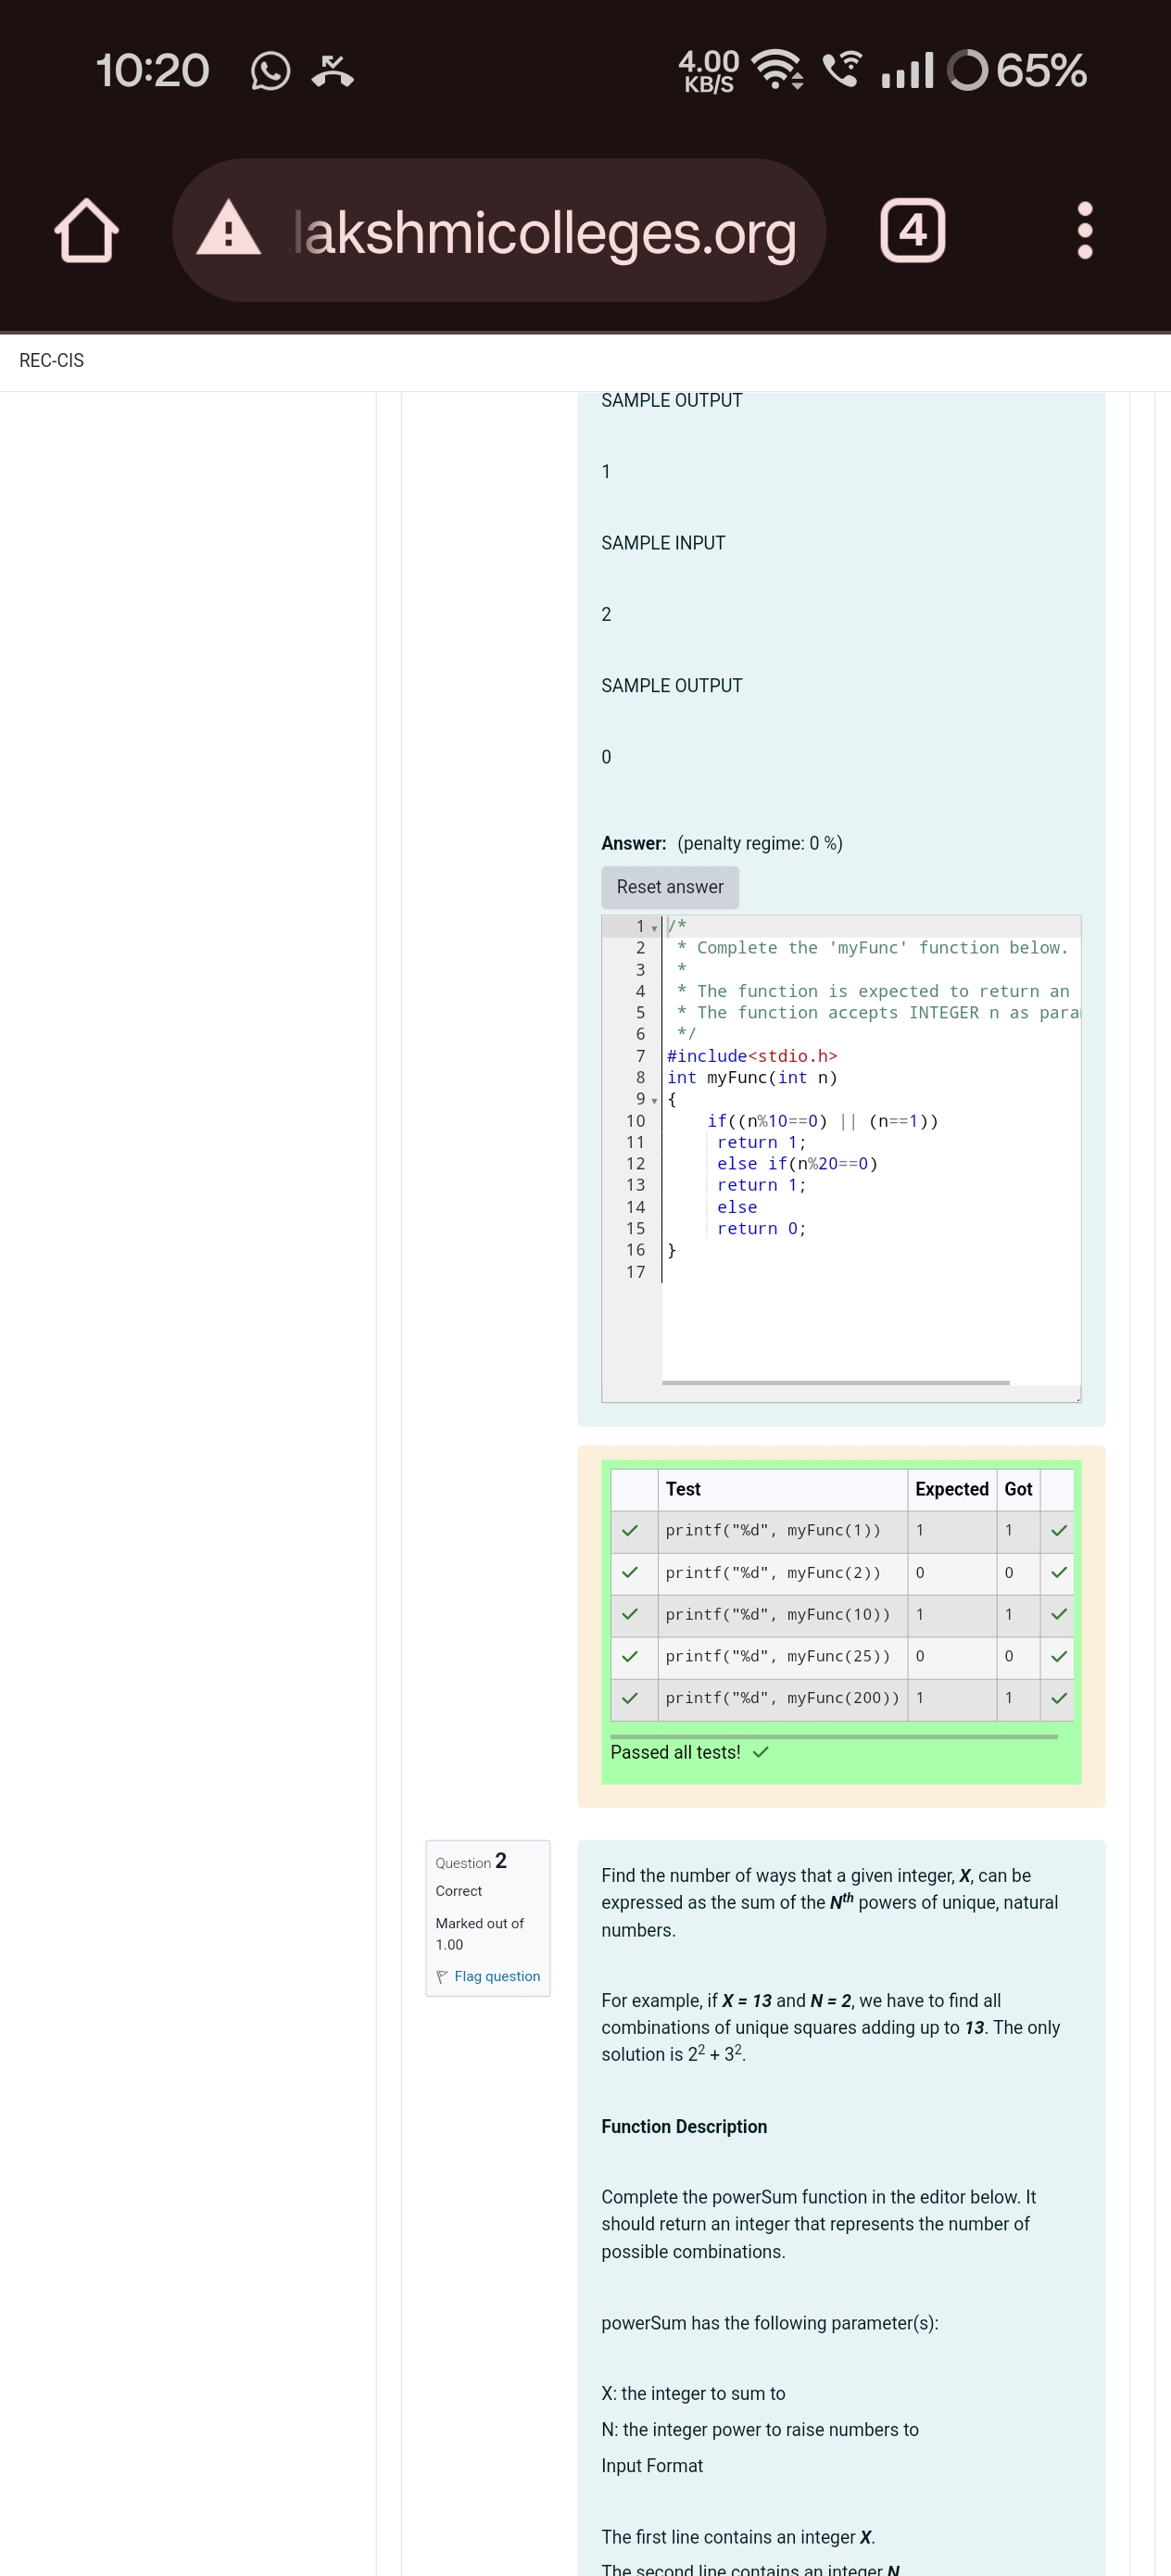 10:20
4.00
KB/S
65%
lakshmicolleges.org
4
REC-CIS
SAMPLE OUTPUT
1
SAMPLE INPUT
2
SAMPLE OUTPUT
0
Answer: (penalty regime: 0 %)
Reset answer
1 /*
2  * Complete the 'myFunc' function below.
3  *
4  * The function is expected to return an
5  * The function accepts INTEGER n as para
6  */
7 #include<stdio.h>
8 int myFunc(int n)
9 {
10     if((n%10==0) || (n==1))
11      return 1;
12      else if(n%20==0)
13      return 1;
14      else
15      return 0;
16 }
17
Test Expected Got
printf("%d", myFunc(1)) 1 1
printf("%d", myFunc(2)) 0 0
printf("%d", myFunc(10)) 1 1
printf("%d", myFunc(25)) 0 0
printf("%d", myFunc(200)) 1 1
Passed all tests!
Question 2
Correct
Marked out of
1.00
Flag question
Find the number of ways that a given integer, X, can be
expressed as the sum of the Nth powers of unique, natural
numbers.
For example, if X = 13 and N = 2, we have to find all
combinations of unique squares adding up to 13. The only
solution is 2² + 3².
Function Description
Complete the powerSum function in the editor below. It
should return an integer that represents the number of
possible combinations.
powerSum has the following parameter(s):
X: the integer to sum to
N: the integer power to raise numbers to
Input Format
The first line contains an integer X.
The second line contains an integer N